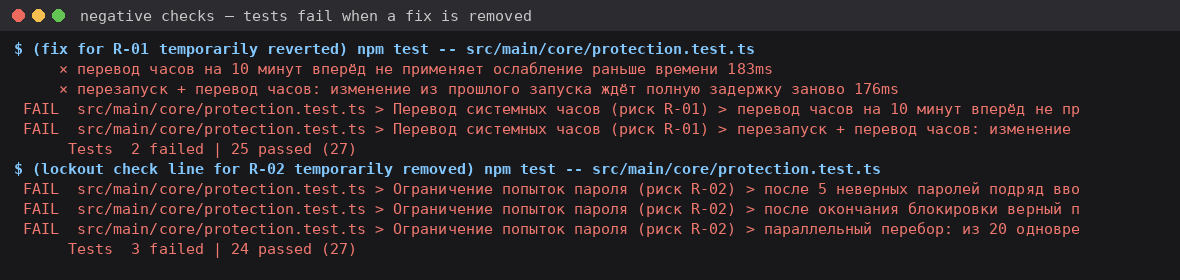 negative checks — tests fail when a fix is removed
$ (fix for R-01 temporarily reverted) npm test -- src/main/core/protection.test.ts
× перевод часов на 10 минут вперёд не применяет ослабление раньше времени 183ms
× перезапуск + перевод часов: изменение из прошлого запуска ждёт полную задержку заново 176ms
FAIL  src/main/core/protection.test.ts > Перевод системных часов (риск R-01) > перевод часов на 10 минут вперёд не пр
FAIL  src/main/core/protection.test.ts > Перевод системных часов (риск R-01) > перезапуск + перевод часов: изменение
Tests  2 failed | 25 passed (27)
$ (lockout check line for R-02 temporarily removed) npm test -- src/main/core/protection.test.ts
FAIL  src/main/core/protection.test.ts > Ограничение попыток пароля (риск R-02) > после 5 неверных паролей подряд вво
FAIL  src/main/core/protection.test.ts > Ограничение попыток пароля (риск R-02) > после окончания блокировки верный п
FAIL  src/main/core/protection.test.ts > Ограничение попыток пароля (риск R-02) > параллельный перебор: из 20 одновре
Tests  3 failed | 24 passed (27)